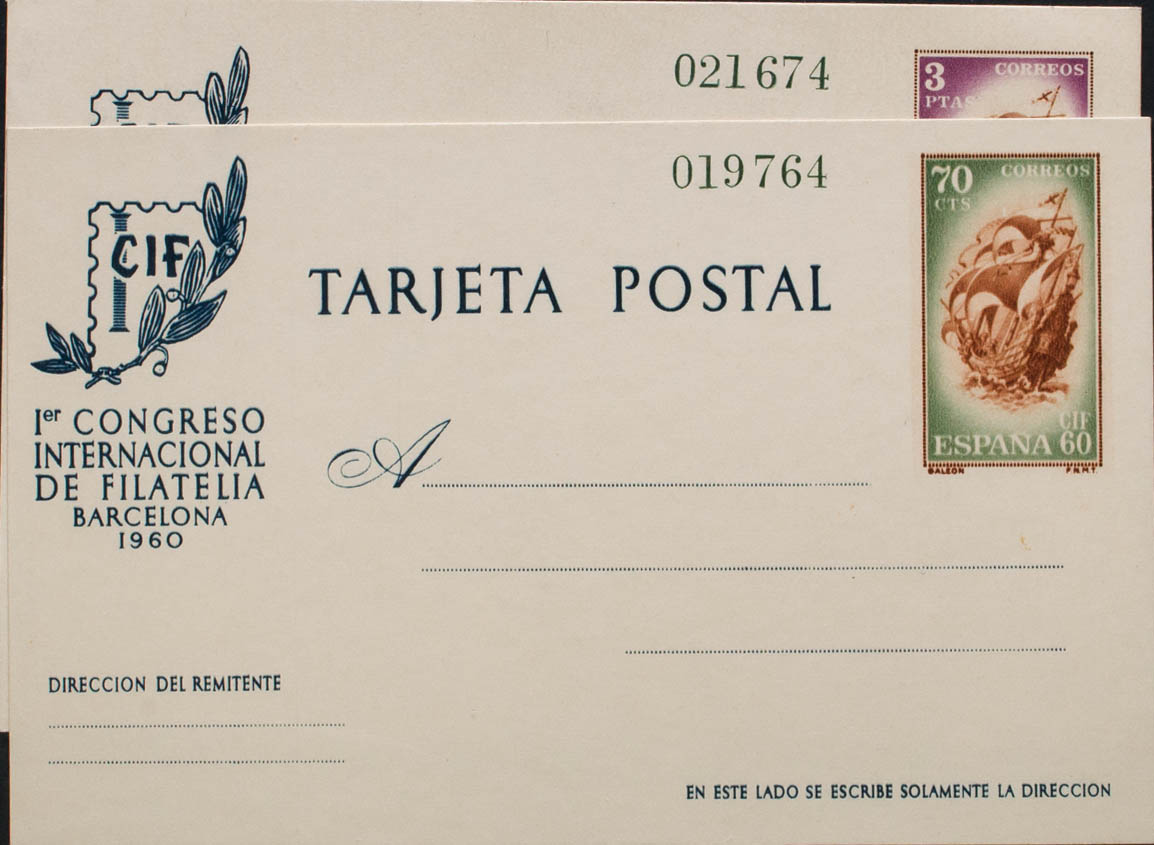 021674
3 CORREOS
PTAS
019764
70 CORREOS
CTS
CIF
TARJETA POSTAL
1er CONGRESO
INTERNACIONAL
DE FILATELIA
BARCELONA
1960
A
CIF
ESPAÑA 60
GALEON F.N.M.T
DIRECCION DEL REMITENTE
EN ESTE LADO SE ESCRIBE SOLAMENTE LA DIRECCION